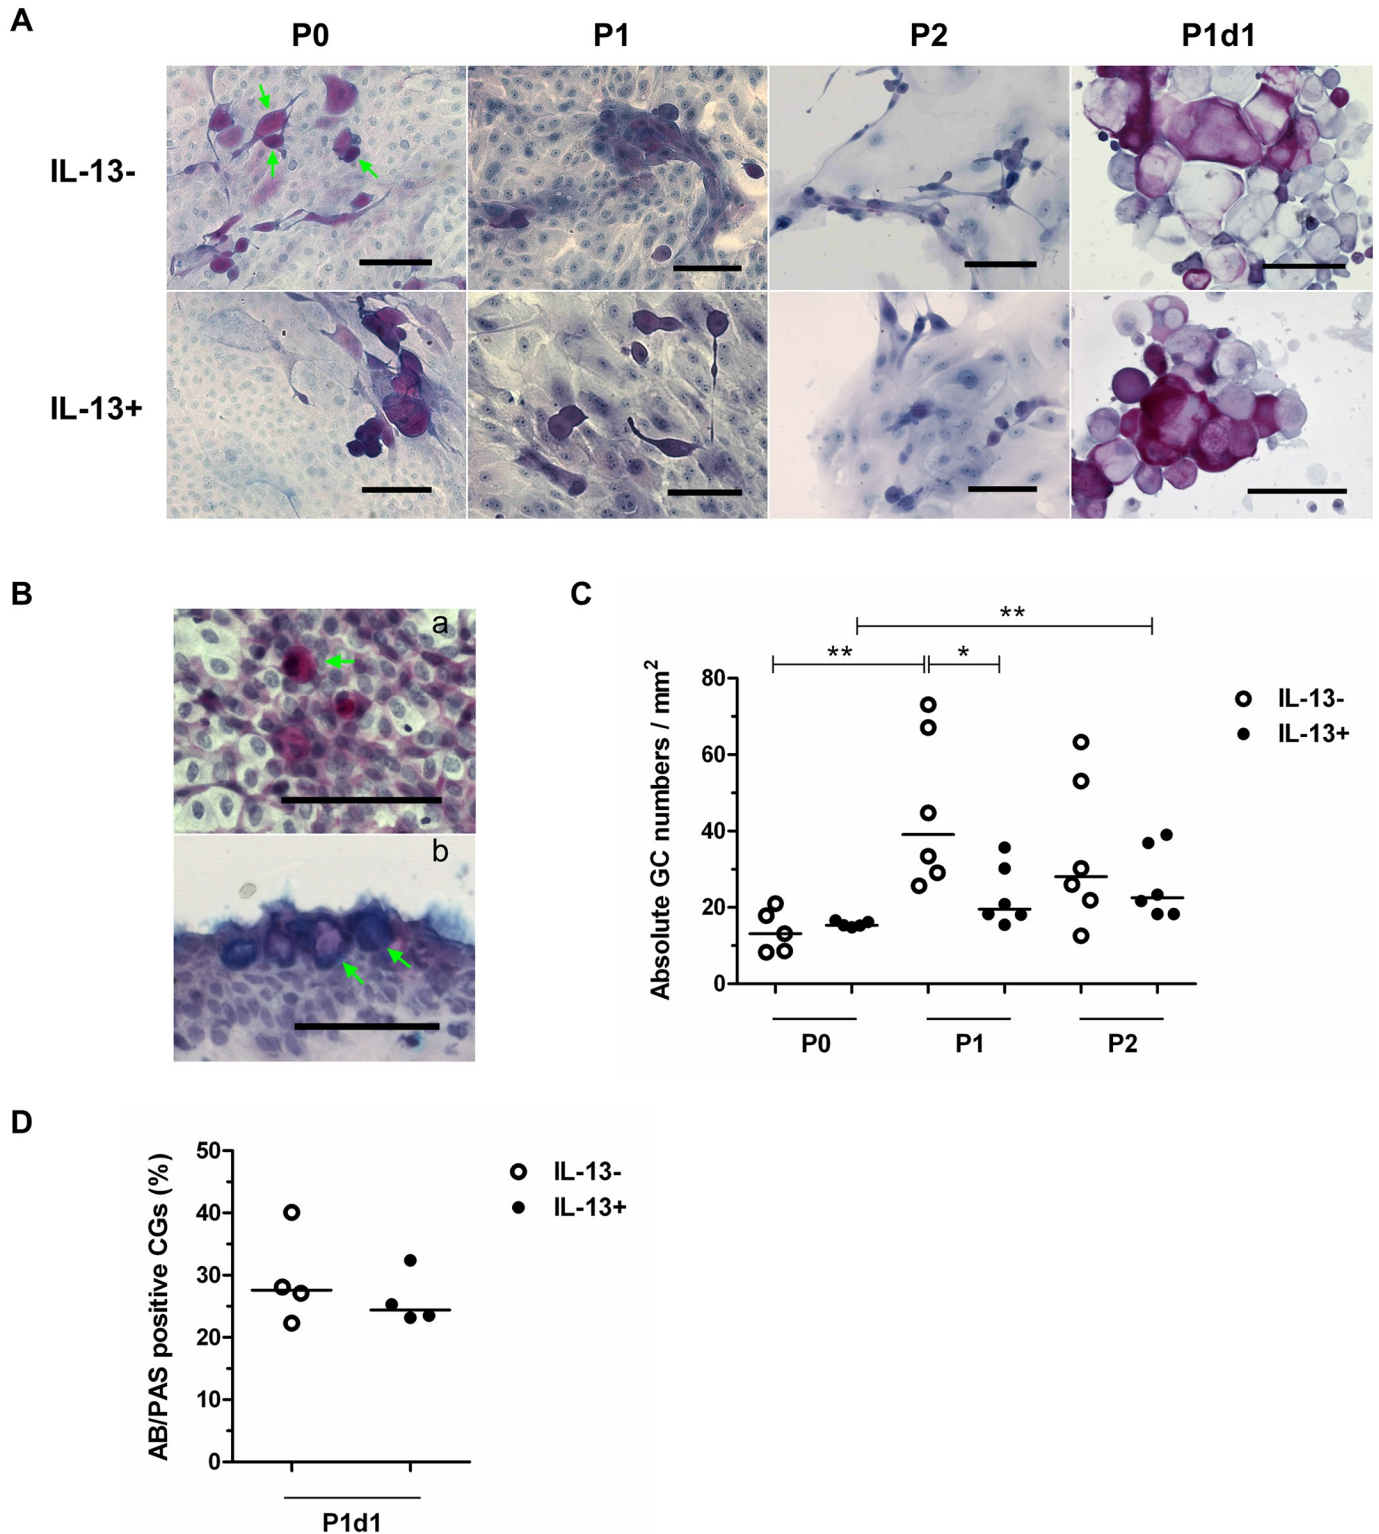 A
P0 P1 P2 P1d1
IL-13-
IL-13+
B
a
b
C
**
** *
Absolute GC numbers / mm2
80
60
40
20
0
P0 P1 P2
IL-13-
IL-13+
D
AB/PAS positive CGs (%)
50
40
30
20
10
0
P1d1
IL-13-
IL-13+